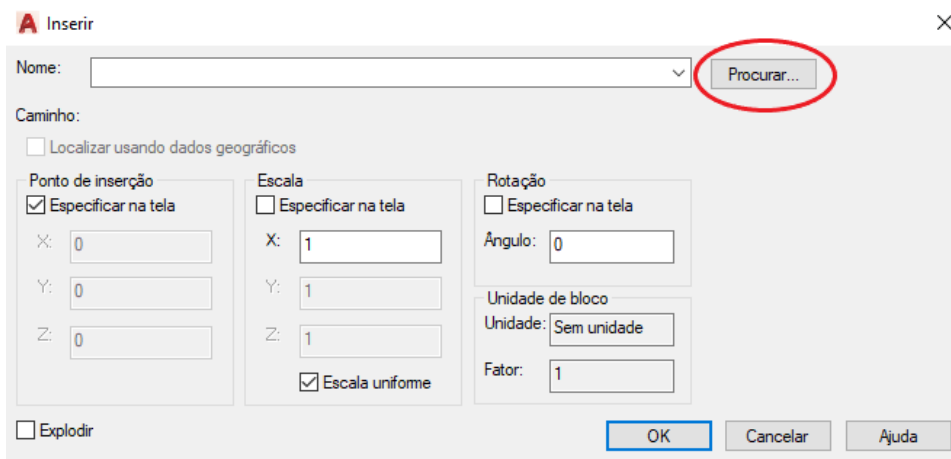 Inserir
Nome: Procurar...
Caminho:
Localizar usando dados geográficos
Ponto de inserção Escala Rotação
Especificar na tela Especificar na tela Especificar na tela
X: 0 X: 1 Ângulo: 0
Y: 0 Y: 1 Unidade de bloco
Z: 0 Z: 1 Unidade: Sem unidade
Escala uniforme Fator: 1
Explodir OK Cancelar Ajuda